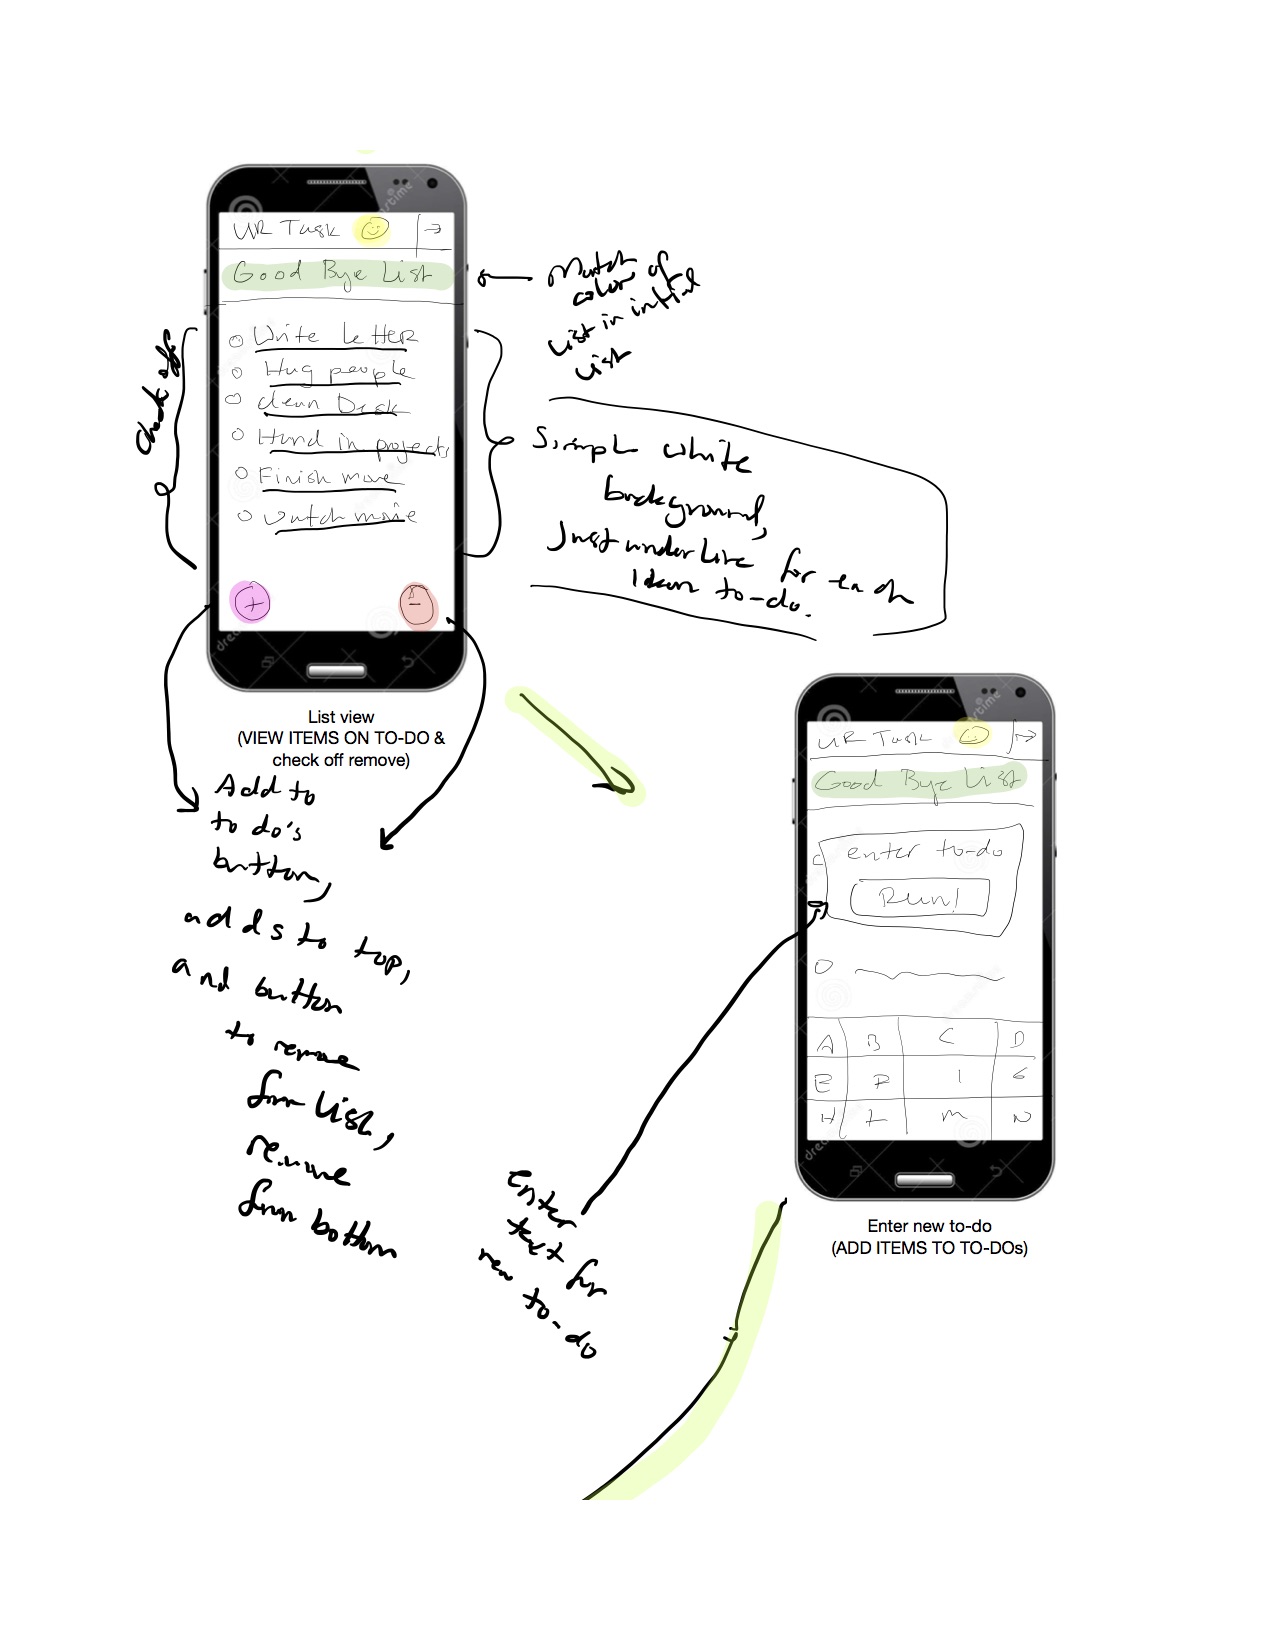 UR Task
→
Good Bye List
Write letter
Hug people
clean Desk
Hand in projects
Finish move
Watch movie
+
-
Check offs
Match
color of
List in initial
List
Simple white
background,
Just underline for each
item to-do.
List view
(VIEW ITEMS ON TO-DO &
check off remove)
Add to
to do's
button,
adds to top,
and button
to remove
from list,
remove
from bottom
UR Task
→
Good Bye List
enter to-do
Run!
A B C D
E F 1 6
H I M N
Enter
text for
new to-do
Enter new to-do
(ADD ITEMS TO TO-DOs)